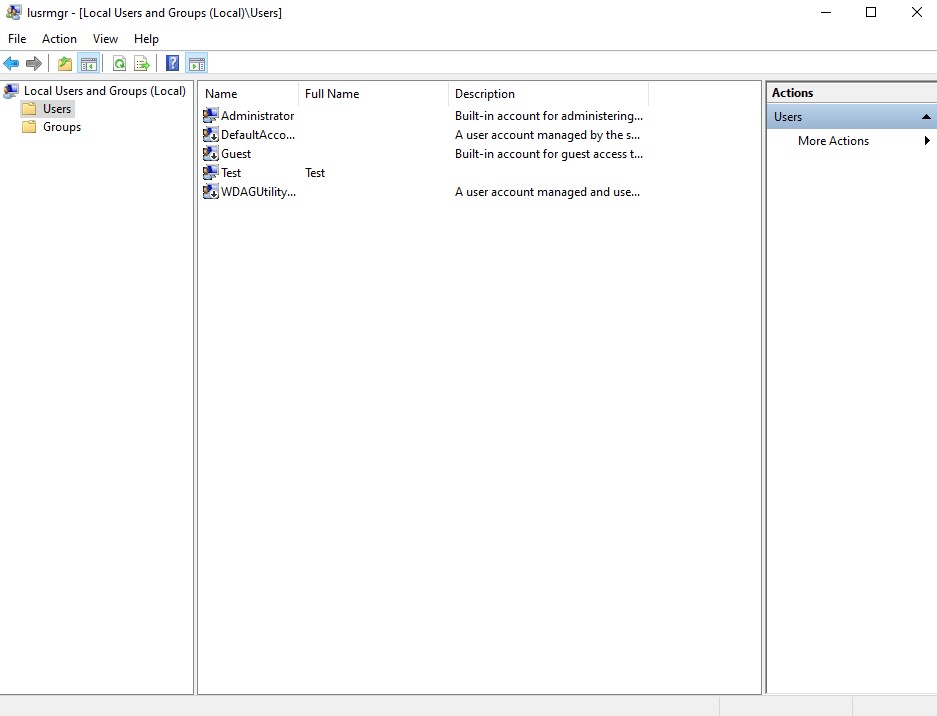 lusrmgr - [Local Users and Groups (Local)\Users]
File Action View Help
Local Users and Groups (Local)
Users
Groups
Name Full Name Description
Administrator Built-in account for administering...
DefaultAcco... A user account managed by the s...
Guest Built-in account for guest access t...
Test Test
WDAGUtility... A user account managed and use...
Actions
Users
More Actions